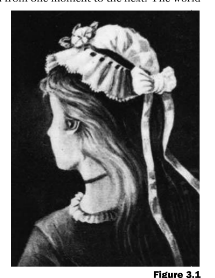 from one moment to the next? The world
Figure 3.1